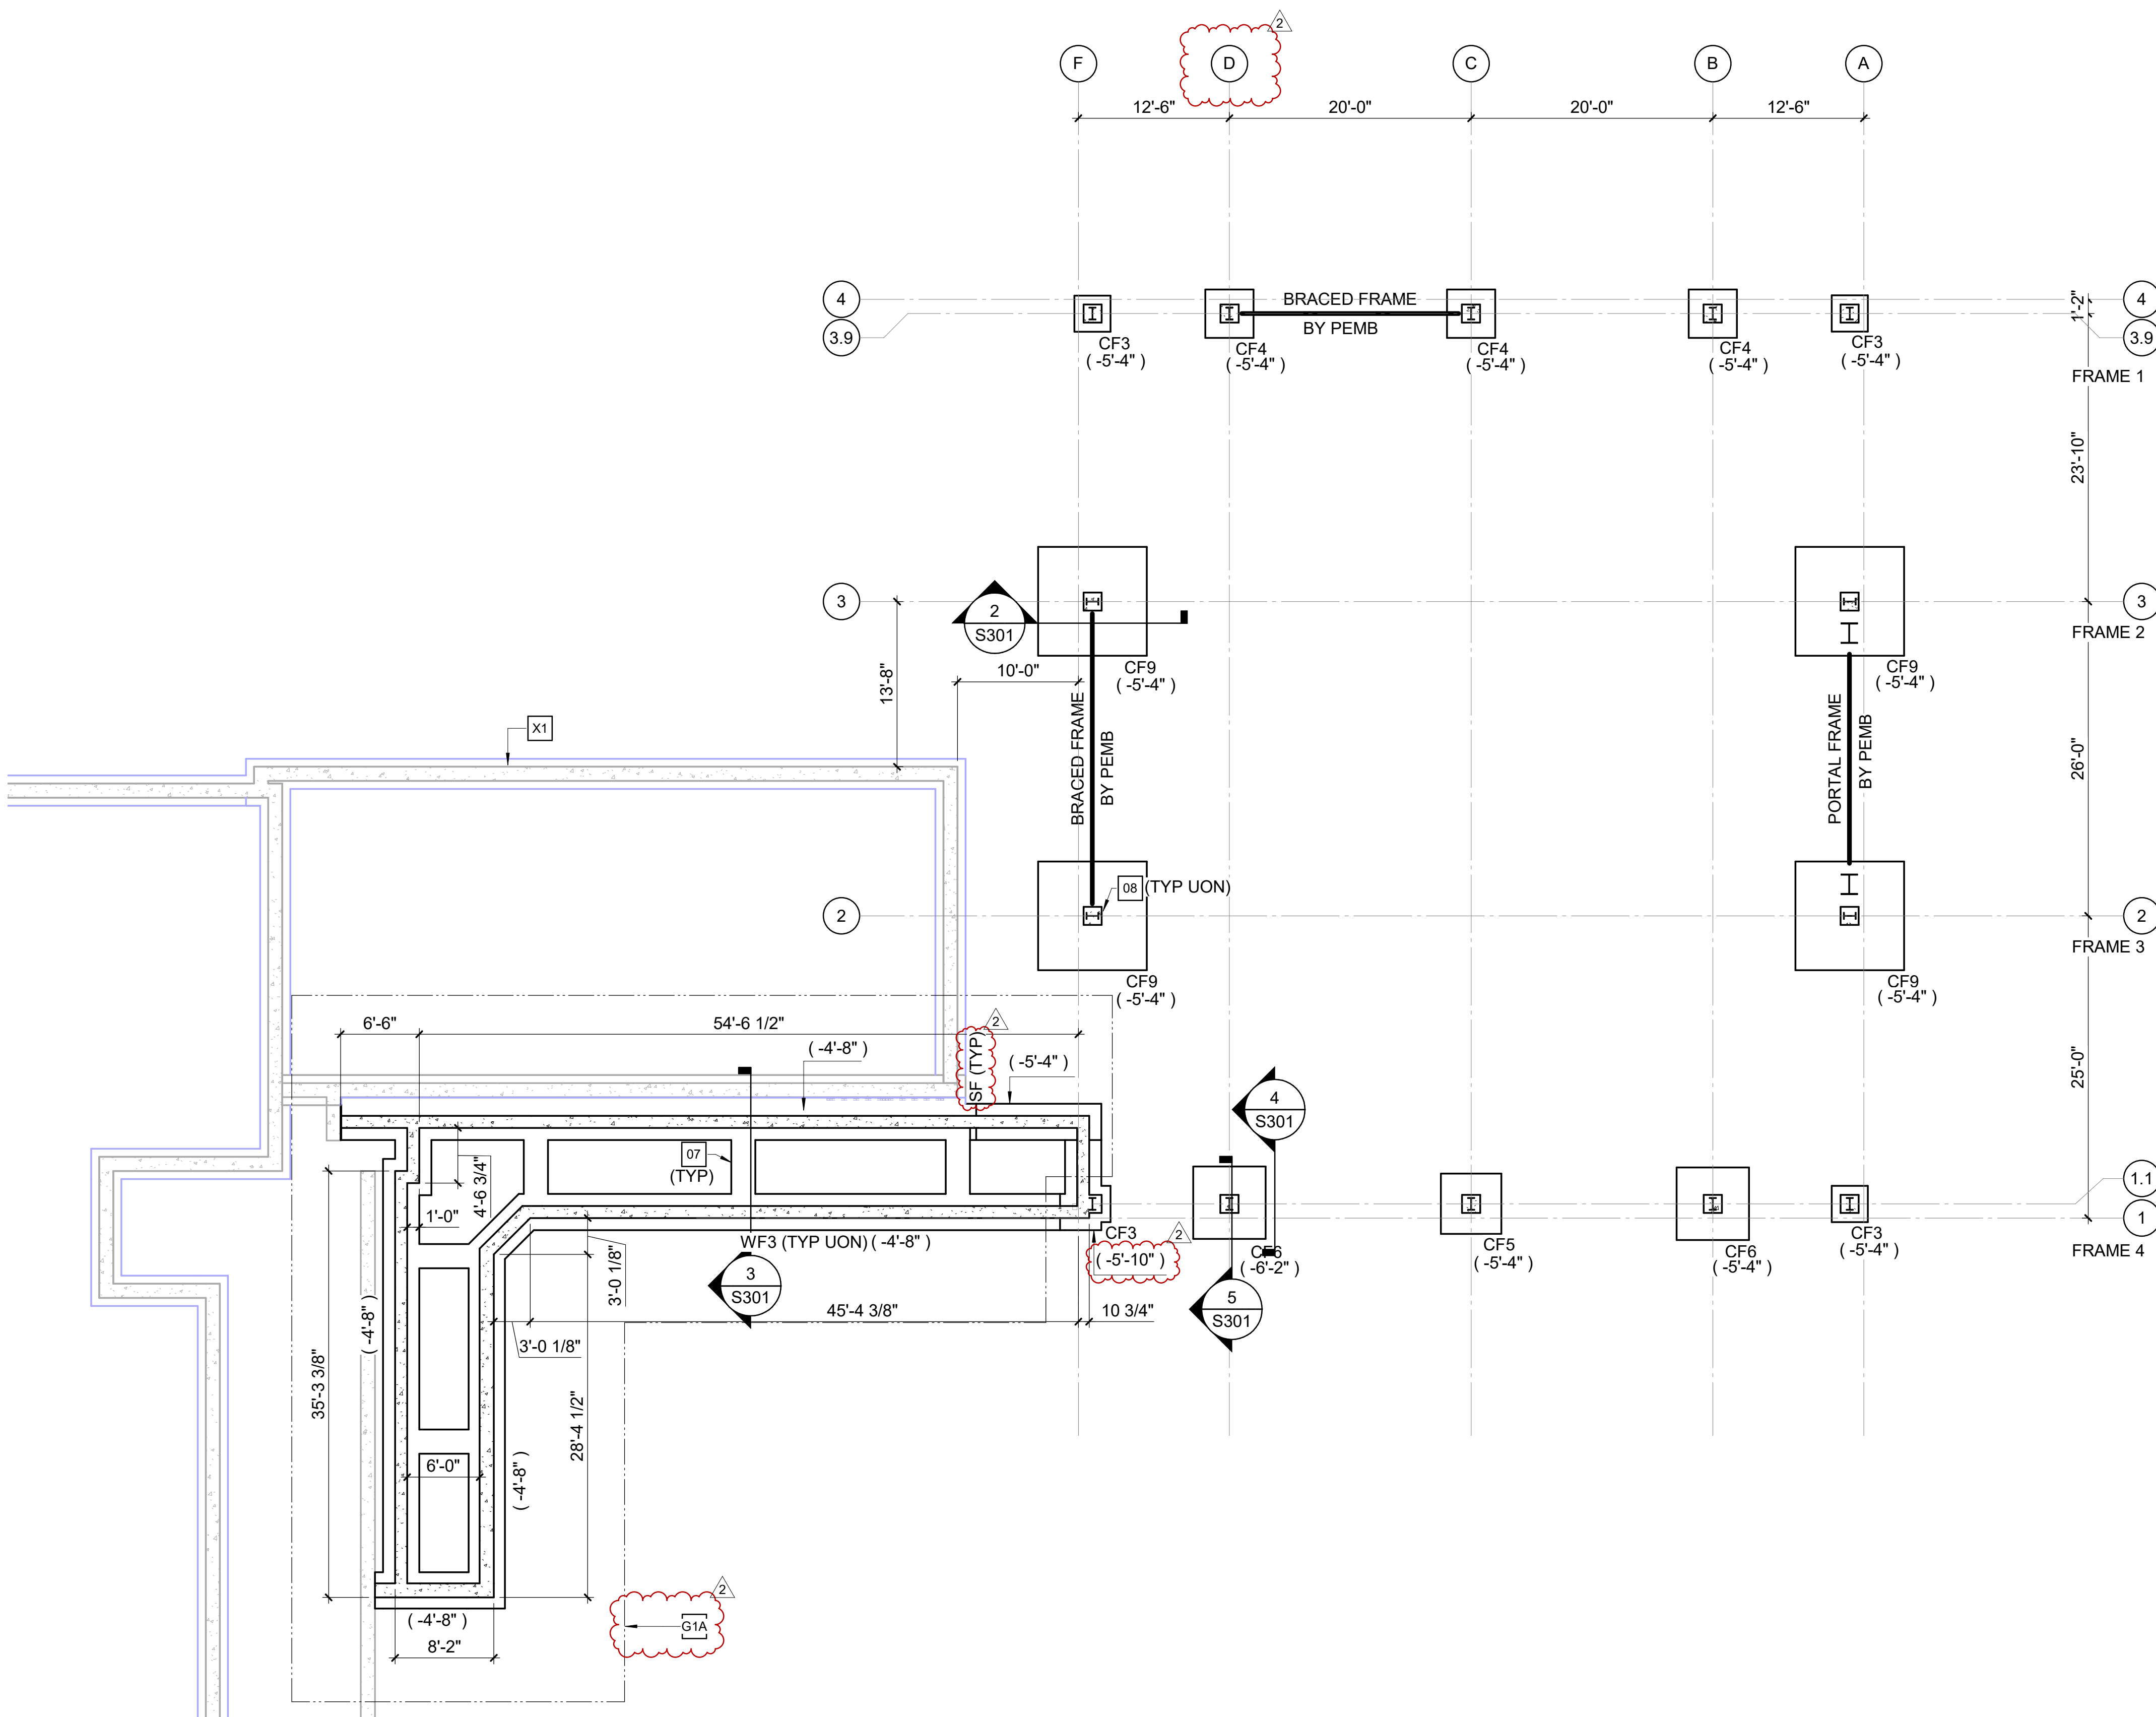 2
F
D
C
B
A
12'-6"
20'-0"
20'-0"
12'-6"
4
BRACED FRAME
BY PEMB
1'-2"
4
3.9
3.9
CF3
( -5'-4" )
CF4
( -5'-4" )
CF4
( -5'-4" )
CF4
( -5'-4" )
CF3
( -5'-4" )
FRAME 1
23'-10"
3
3
2
S301
FRAME 2
CF9
( -5'-4" )
CF9
( -5'-4" )
10'-0"
13'-8"
X1
BRACED FRAME
BY PEMB
PORTAL FRAME
BY PEMB
26'-0"
08
(TYP UON)
2
2
FRAME 3
CF9
( -5'-4" )
CF9
( -5'-4" )
6'-6"
54'-6 1/2"
2
( -4'-8" )
SF (TYP)
( -5'-4" )
25'-0"
4
S301
07
(TYP)
4'-6 3/4"
1'-0"
1.1
1
WF3 (TYP UON) ( -4'-8" )
CF3
2
( -5'-10" )
CF6
( -6'-2" )
CF5
( -5'-4" )
CF6
( -5'-4" )
CF3
( -5'-4" )
FRAME 4
3
S301
3'-0 1/8"
45'-4 3/8"
10 3/4"
5
S301
( -4'-8" )
3'-0 1/8"
35'-3 3/8"
28'-4 1/2"
6'-0"
( -4'-8" )
2
G1A
( -4'-8" )
8'-2"